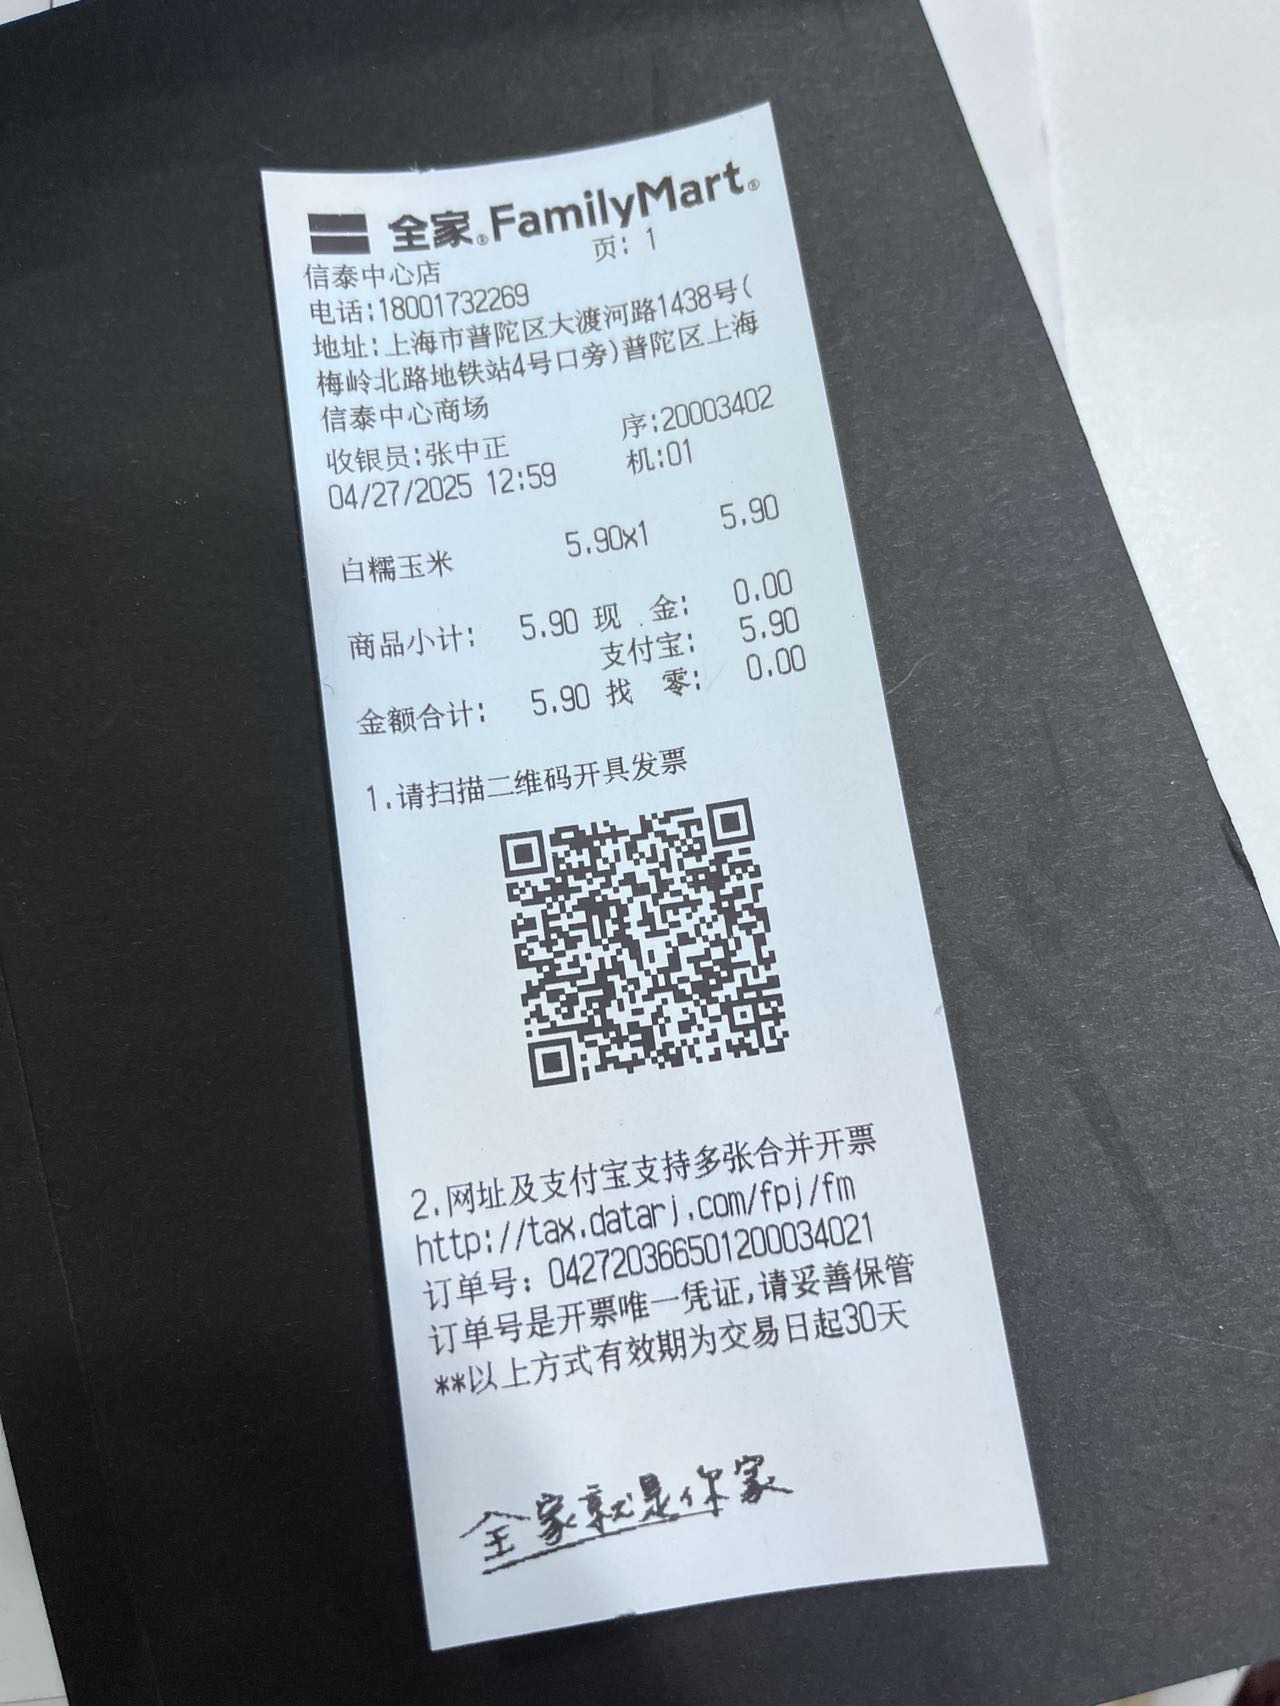 全家®FamilyMart®
页: 1
信泰中心店
电话:18001732269
地址:上海市普陀区大渡河路1438号(
梅岭北路地铁站4号口旁)普陀区上海
信泰中心商场
收银员:张中正 序:20003402
04/27/2025 12:59 机:01
白糯玉米 5.90x1 5.90
商品小计: 5.90 现 金: 0.00
支付宝: 5.90
金额合计: 5.90 找 零: 0.00
1.请扫描二维码开具发票
2.网址及支付宝支持多张合并开票
http://tax.datarj.com/fpj/fm
订单号: 042720366501200034021
订单号是开票唯一凭证,请妥善保管
**以上方式有效期为交易日起30天
全家就是你家